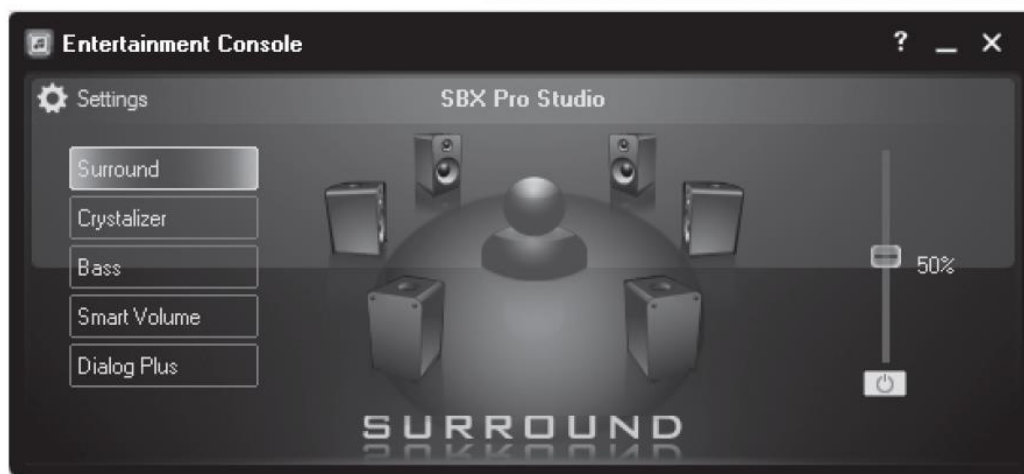 Entertainment Console ?
Settings SBX Pro Studio
Surround
Crystalizer
Bass
50%
Smart Volume
Dialog Plus
SURROUND